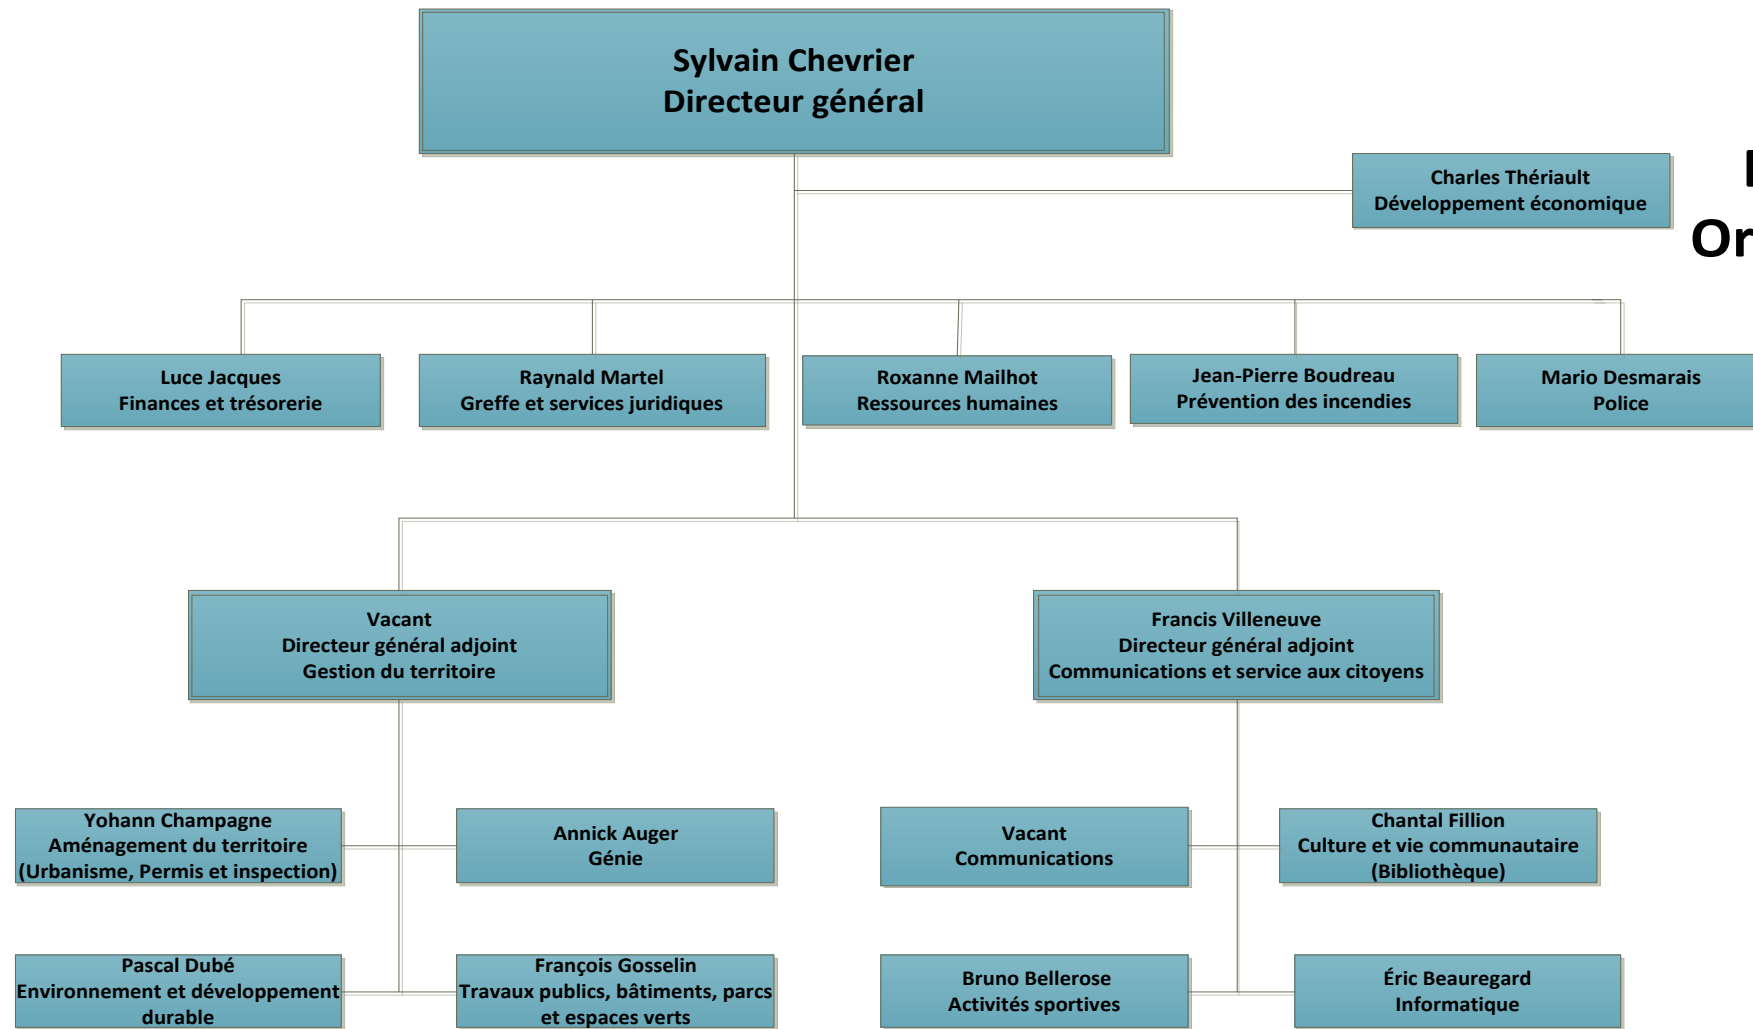 Sylvain Chevrier
Directeur général
Charles Thériault
Développement économique
Or
Luce Jacques
Finances et trésorerie
Raynald Martel
Greffe et services juridiques
Roxanne Mailhot
Ressources humaines
Jean-Pierre Boudreau
Prévention des incendies
Mario Desmarais
Police
Vacant
Directeur général adjoint
Gestion du territoire
Francis Villeneuve
Directeur général adjoint
Communications et service aux citoyens
Yohann Champagne
Aménagement du territoire
(Urbanisme, Permis et inspection)
Annick Auger
Génie
Vacant
Communications
Chantal Fillion
Culture et vie communautaire
(Bibliothèque)
Pascal Dubé
Environnement et développement
durable
François Gosselin
Travaux publics, bâtiments, parcs
et espaces verts
Bruno Bellerose
Activités sportives
Éric Beauregard
Informatique